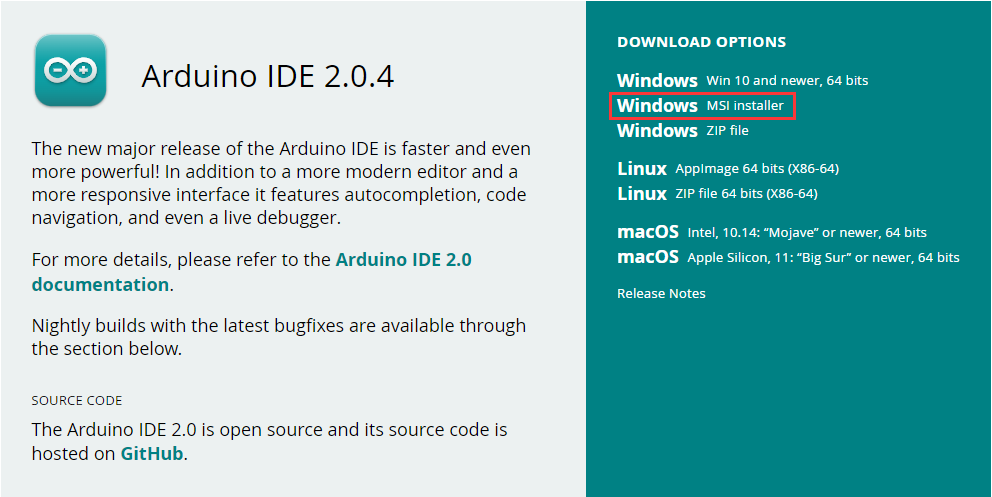 Arduino IDE 2.0.4
The new major release of the Arduino IDE is faster and even
more powerful! In addition to a more modern editor and a
more responsive interface it features autocompletion, code
navigation, and even a live debugger.
For more details, please refer to the Arduino IDE 2.0
documentation.
Nightly builds with the latest bugfixes are available through
the section below.
SOURCE CODE
The Arduino IDE 2.0 is open source and its source code is
hosted on GitHub.
DOWNLOAD OPTIONS
Windows Win 10 and newer, 64 bits
Windows MSI installer
Windows ZIP file
Linux AppImage 64 bits (X86-64)
Linux ZIP file 64 bits (X86-64)
macOS Intel, 10.14: “Mojave” or newer, 64 bits
macOS Apple Silicon, 11: “Big Sur” or newer, 64 bits
Release Notes